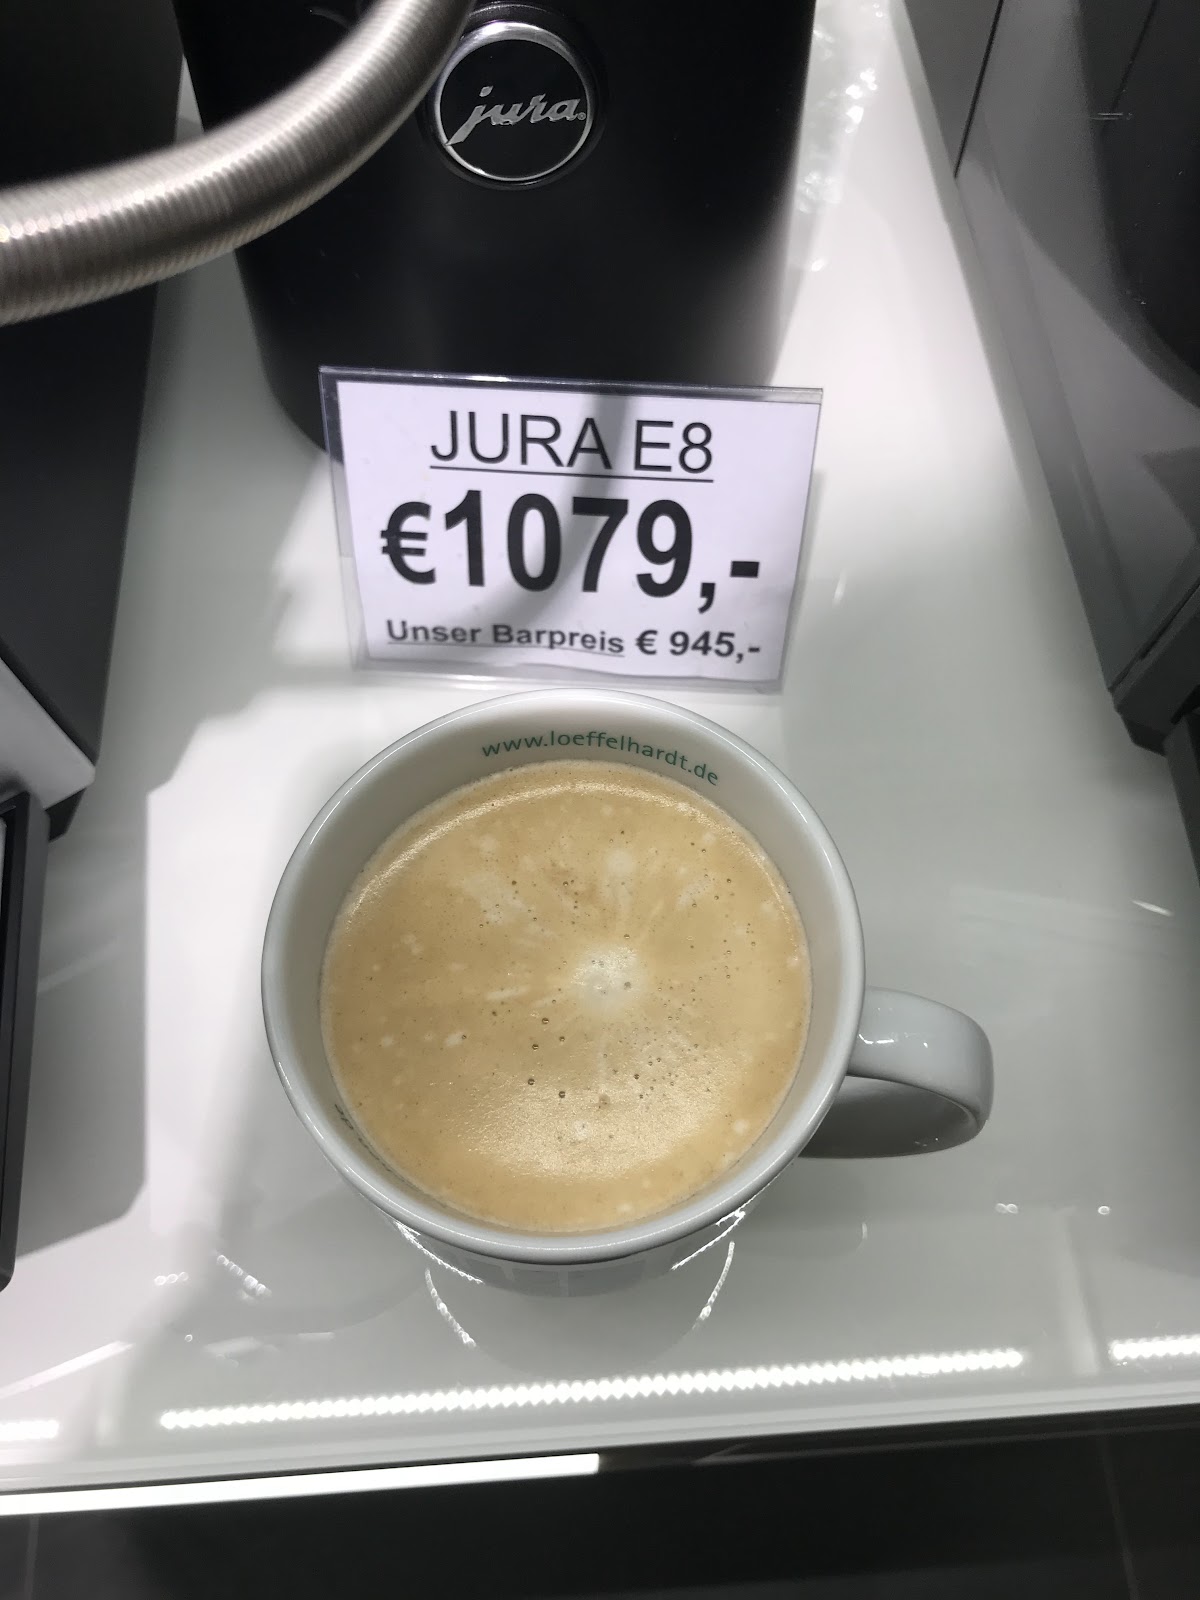 jura
JURA E8
€1079,-
Unser Barpreis € 945,-
www.loeffelhardt.de